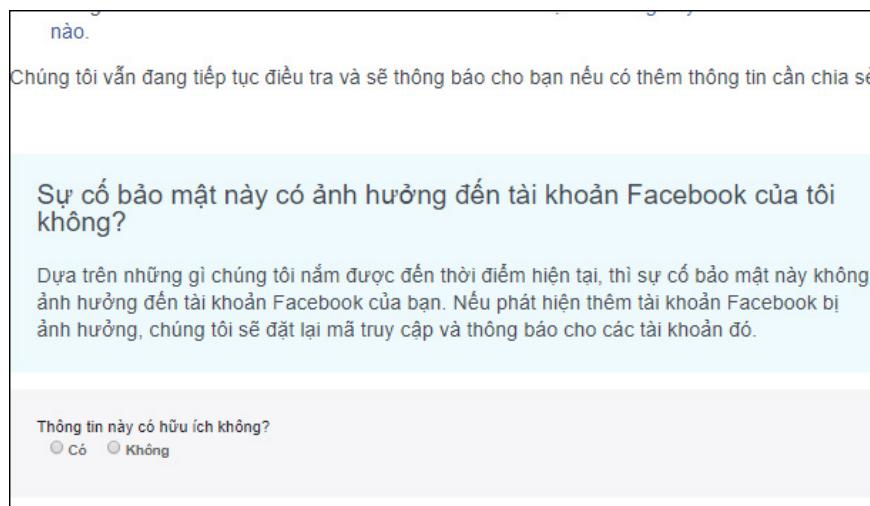 nào.
Chúng tôi vẫn đang tiếp tục điều tra và sẽ thông báo cho bạn nếu có thêm thông tin cần chia sẻ
Sự cố bảo mật này có ảnh hưởng đến tài khoản Facebook của tôi
không?
Dựa trên những gì chúng tôi nắm được đến thời điểm hiện tại, thì sự cố bảo mật này không
ảnh hưởng đến tài khoản Facebook của bạn. Nếu phát hiện thêm tài khoản Facebook bị
ảnh hưởng, chúng tôi sẽ đặt lại mã truy cập và thông báo cho các tài khoản đó.
Thông tin này có hữu ích không?
Có Không